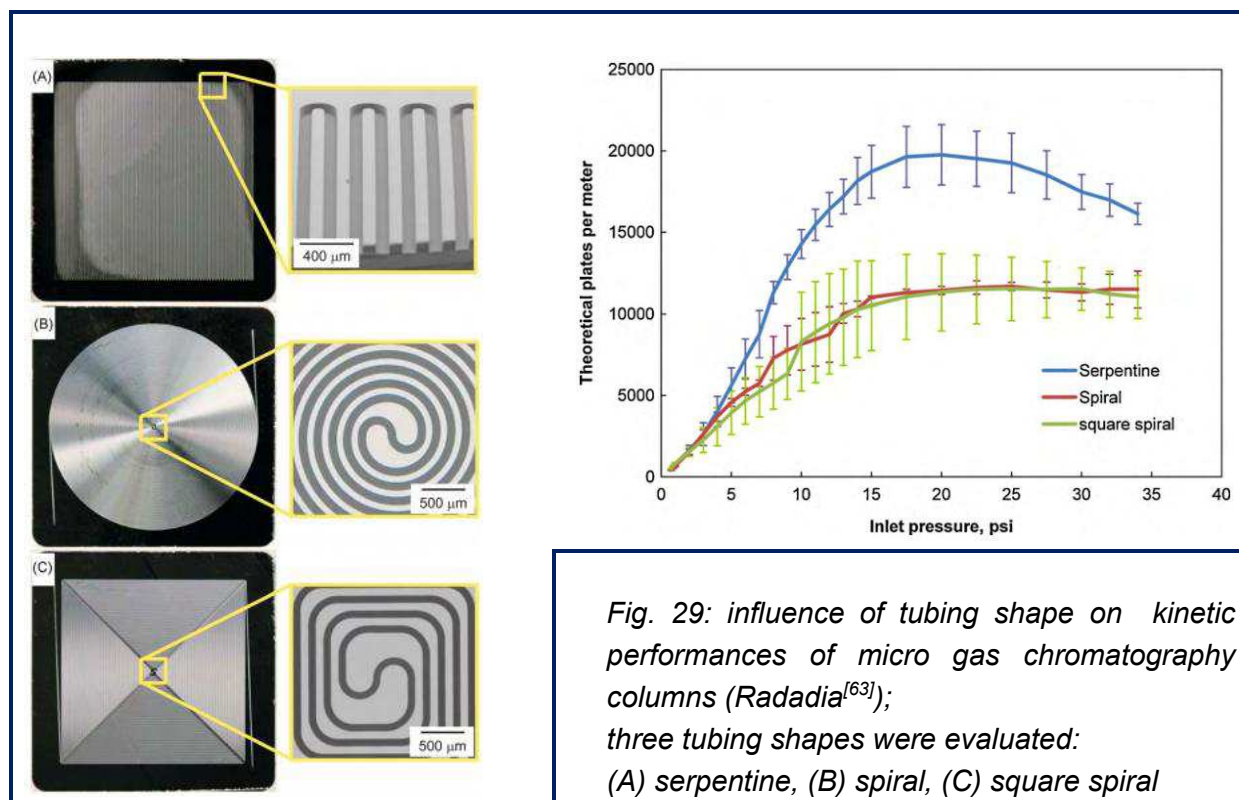 (A)
400 μm
(B)
500 μm
(C)
500 μm
25000
20000
15000
10000
5000
0
Theoretical plates per meter
0 5 10 15 20 25 30 35 40
Inlet pressure, psi
Serpentine
Spiral
square spiral
Fig. 29: influence of tubing shape on kinetic
performances of micro gas chromatography
columns (Radadia[63]);
three tubing shapes were evaluated:
(A) serpentine, (B) spiral, (C) square spiral